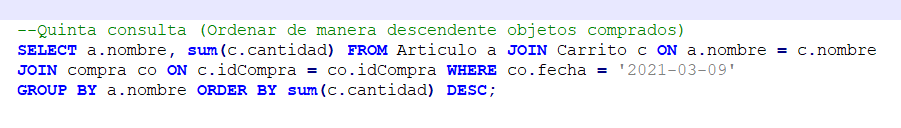 --Quinta consulta (Ordenar de manera descendente objetos comprados)
SELECT a.nombre, sum(c.cantidad) FROM Articulo a JOIN Carrito c ON a.nombre = c.nombre
JOIN compra co ON c.idCompra = co.idCompra WHERE co.fecha = '2021-03-09'
GROUP BY a.nombre ORDER BY sum(c.cantidad) DESC;